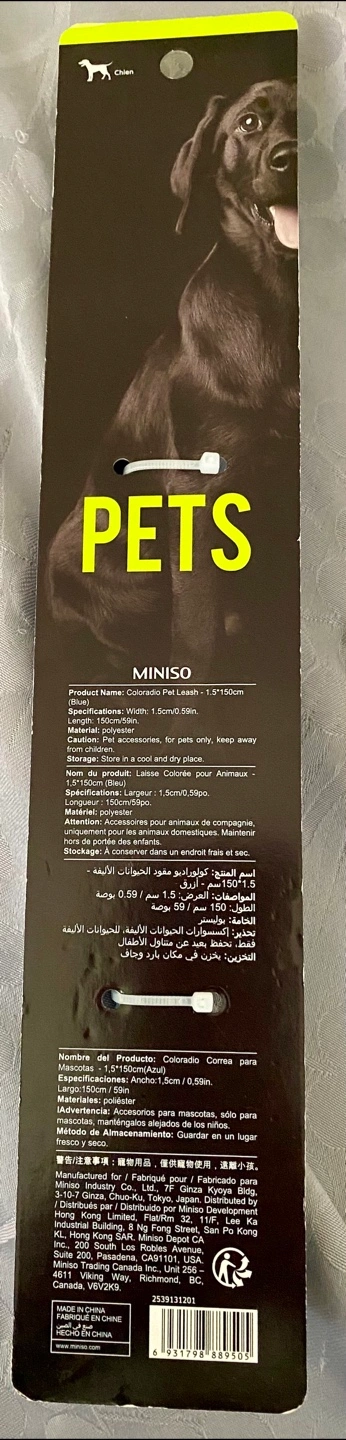 Chien
PETS
MINISO
Product Name: Coloradio Pet Leash - 1.5*150cm
(Blue)
Specifications: Width: 1.5cm/0.59in.
Length: 150cm/59in.
Material: polyester
Caution: Pet accessories, for pets only, keep away
from children.
Storage: Store in a cool and dry place.
Nom du produit: Laisse Colorée pour Animaux -
1,5*150cm (Bleu)
Spécifications: Largeur : 1,5cm/0,59po.
Longueur : 150cm/59po.
Matériel: polyester
Attention: Accessoires pour animaux de compagnie,
uniquement pour les animaux domestiques. Maintenir
hors de portée des enfants.
Stockage: À conserver dans un endroit frais et sec.
اسم المنتج: كولوراديو مقود الحيوانات الأليفة -
1.5*150سم - أزرق
المواصفات: العرض: 1.5 سم / 0.59 بوصة
الطول: 150 سم / 59 بوصة
الخامة: بوليستر
تحذير: إكسسوارات الحيوانات الأليفة، للحيوانات الأليفة
فقط، تحفظ بعيد عن متناول الأطفال
التخزين: يخزن في مكان بارد وجاف
Nombre del Producto: Coloradio Correa para
Mascotas - 1,5*150cm(Azul)
Especificaciones: Ancho:1,5cm / 0,59in.
Largo:150cm / 59in
Materiales: poliéster
IAdvertencia: Accesorios para mascotas, sólo para
mascotas, manténgalos alejados de los niños.
Método de Almacenamiento: Guardar en un lugar
fresco y seco.
警告/注意事項：寵物用品，僅供寵物使用，遠離小孩。
Manufactured for / Fabriqué pour / Fabricado para
Miniso Industry Co., Ltd., 7F Ginza Kyoya Bldg,
3-10-7 Ginza, Chuo-Ku, Tokyo, Japan. Distributed by
/ Distribués par / Distribuido por Miniso Development
Hong Kong Limited, Flat/Rm 32, 11/F, Lee Ka
Industrial Building, 8 Ng Fong Street, San Po Kong
KL, Hong Kong SAR. Miniso Depot CA
Inc., 200 South Los Robles Avenue,
Suite 200, Pasadena, CA91101, USA.
Miniso Trading Canada Inc., Unit 256 –
4611 Viking Way, Richmond, BC,
Canada, V6V2K9.
2539131201
MADE IN CHINA
FABRIQUÉ EN CHINE
صنع في الصين
HECHO EN CHINA
www.miniso.com
6 931798 889505